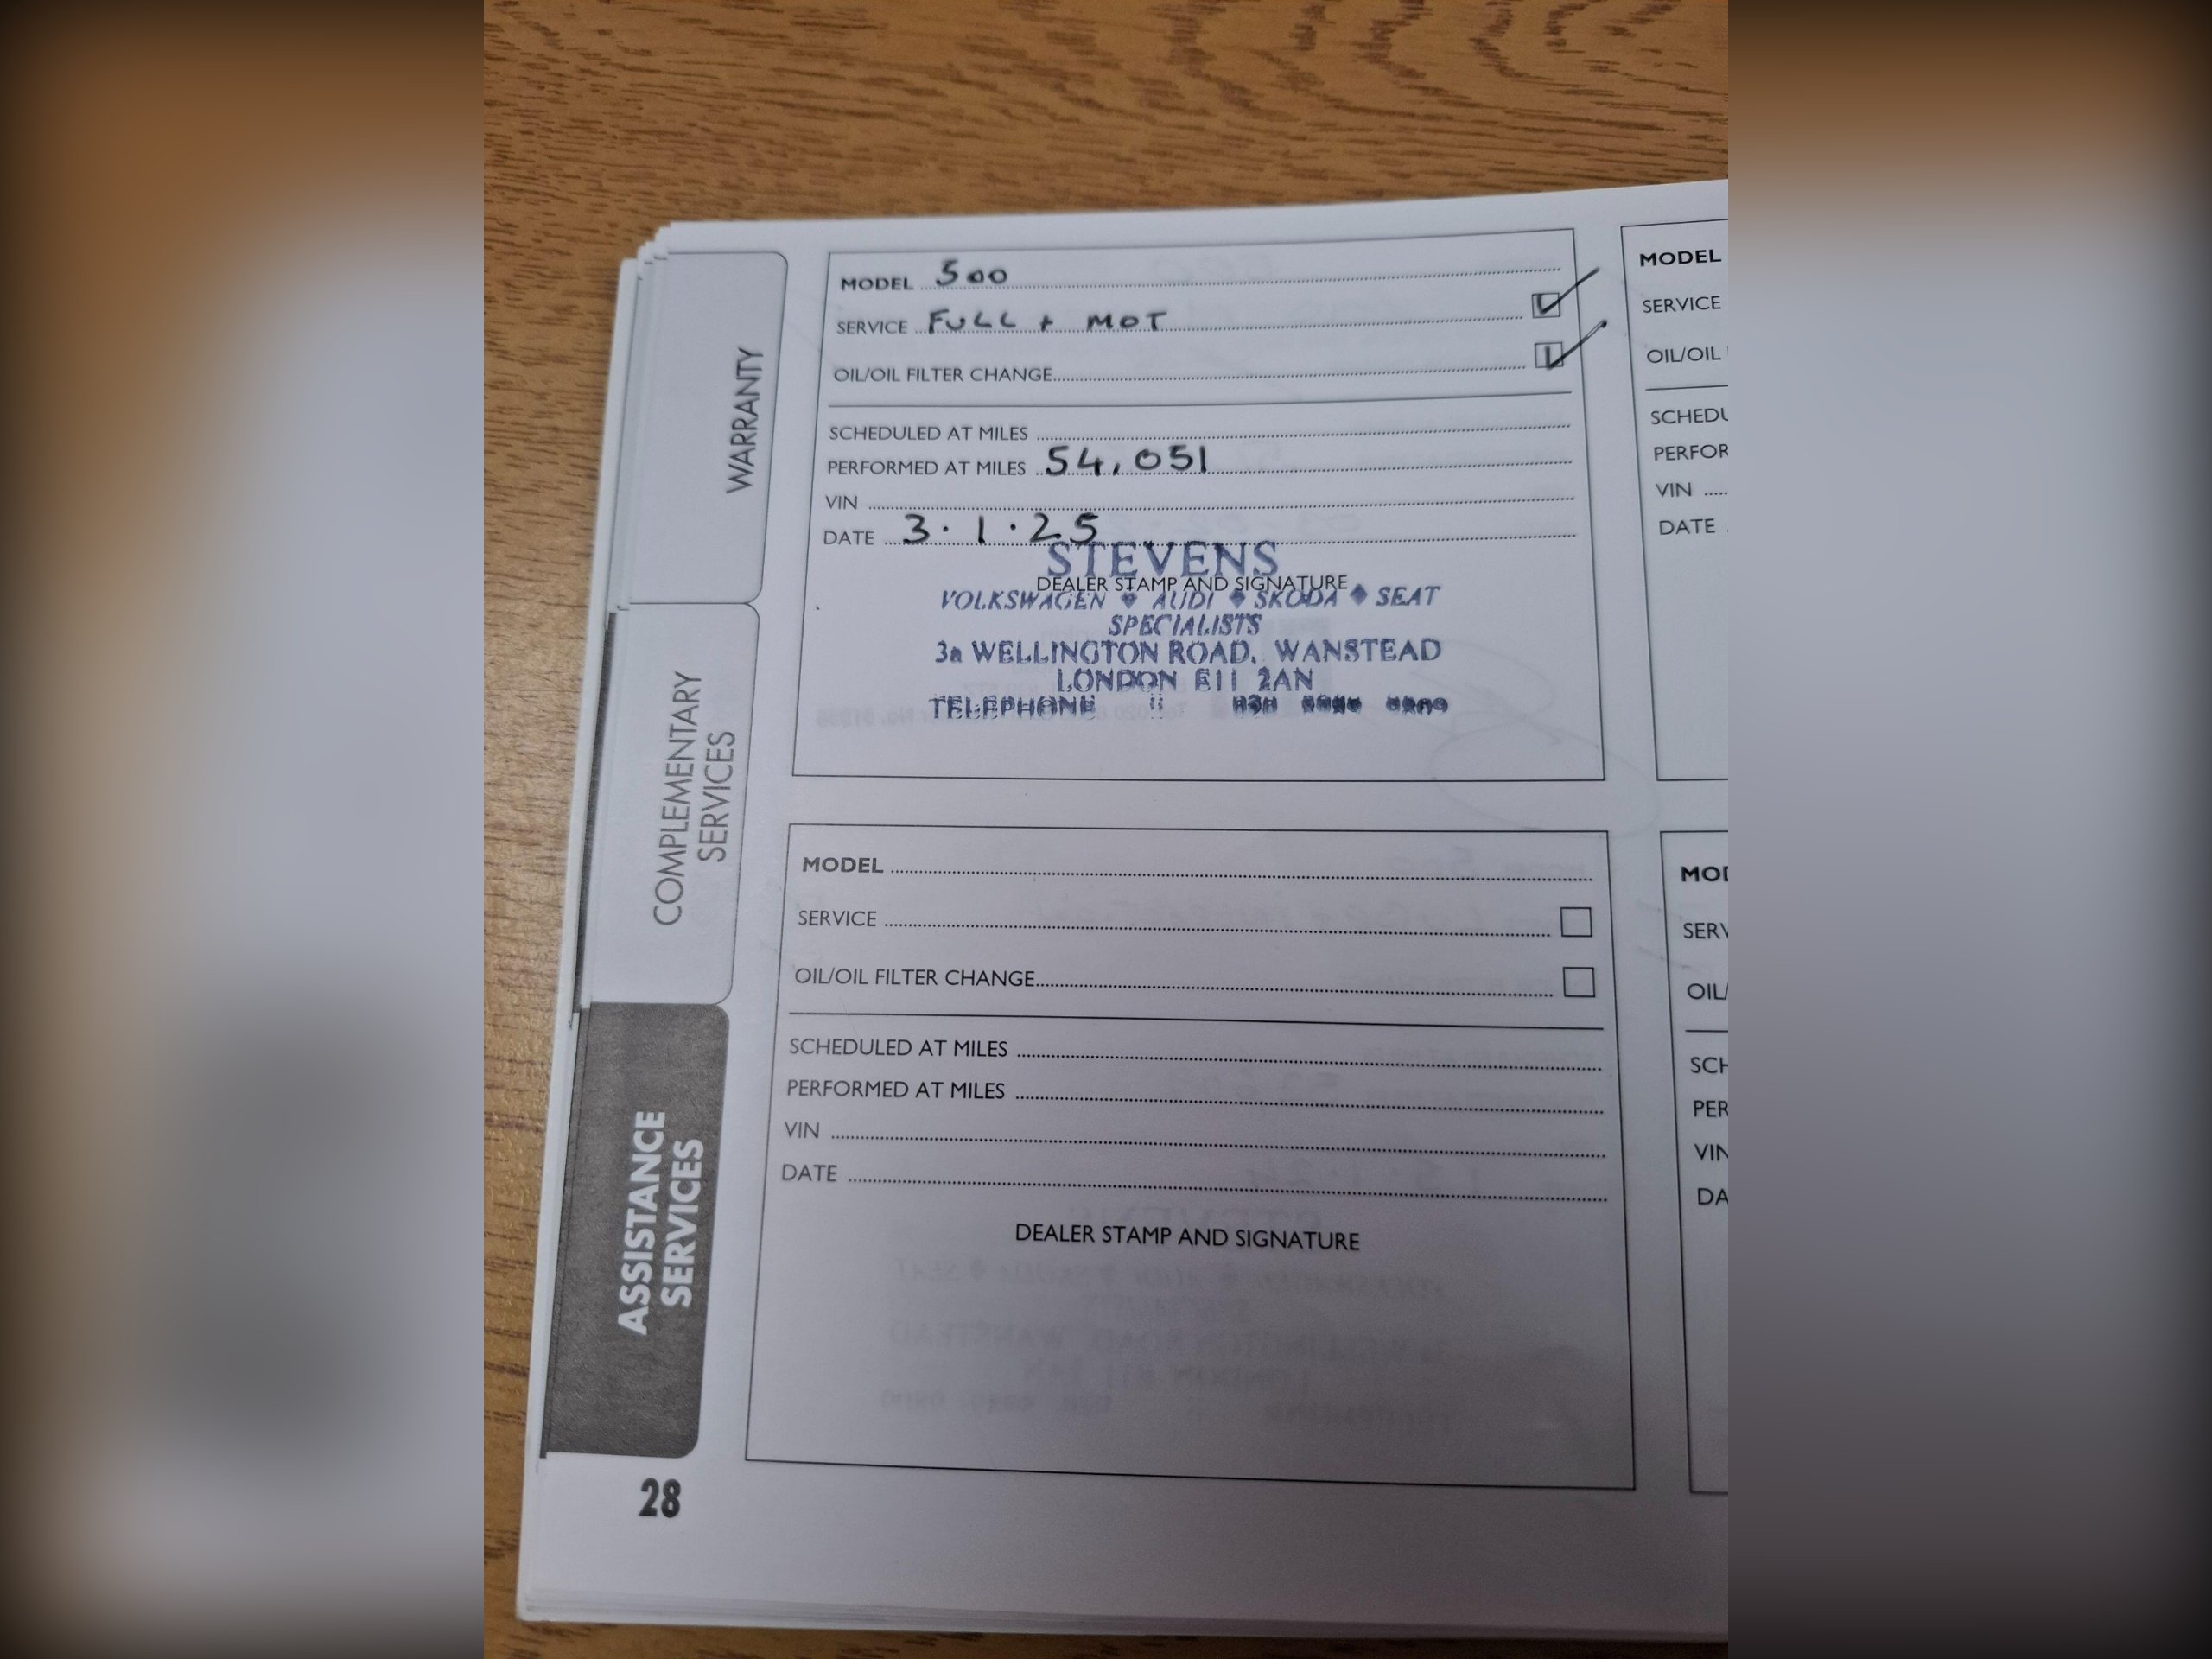 MODEL 500
SERVICE FULL + MOT
OIL/OIL FILTER CHANGE
SCHEDULED AT MILES
PERFORMED AT MILES 54,051
VIN
DATE 3.1.25
STEVENS
DEALER STAMP AND SIGNATURE
VOLKSWAGEN ♦ AUDI ♦ SKODA ♦ SEAT
SPECIALISTS
3a WELLINGTON ROAD, WANSTEAD
LONDON E11 2AN
TELEPHONE
MODEL
SERVICE
OIL/OIL
PERFOR
VIN
DATE
WARRANTY
COMPLEMENTARY
SERVICES
ASSISTANCE
SERVICES
MODEL
SERVICE
OIL/OIL FILTER CHANGE
SCHEDULED AT MILES
PERFORMED AT MILES
VIN
DATE
DEALER STAMP AND SIGNATURE
28